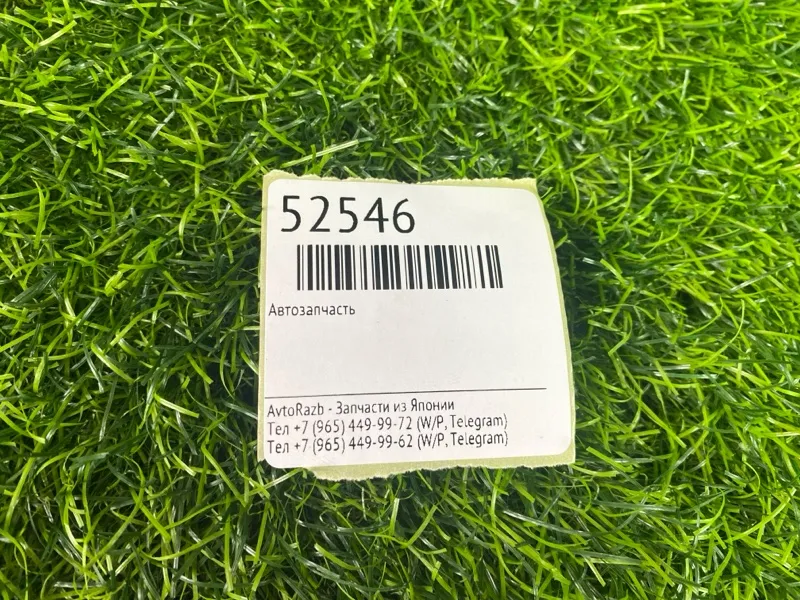 52546
Автозапчасть
AvtoRazb - Запчасти из Японии
Тел +7 (965) 449-99-72 (W/P, Telegram)
Тел +7 (965) 449-99-62 (W/P, Telegram)